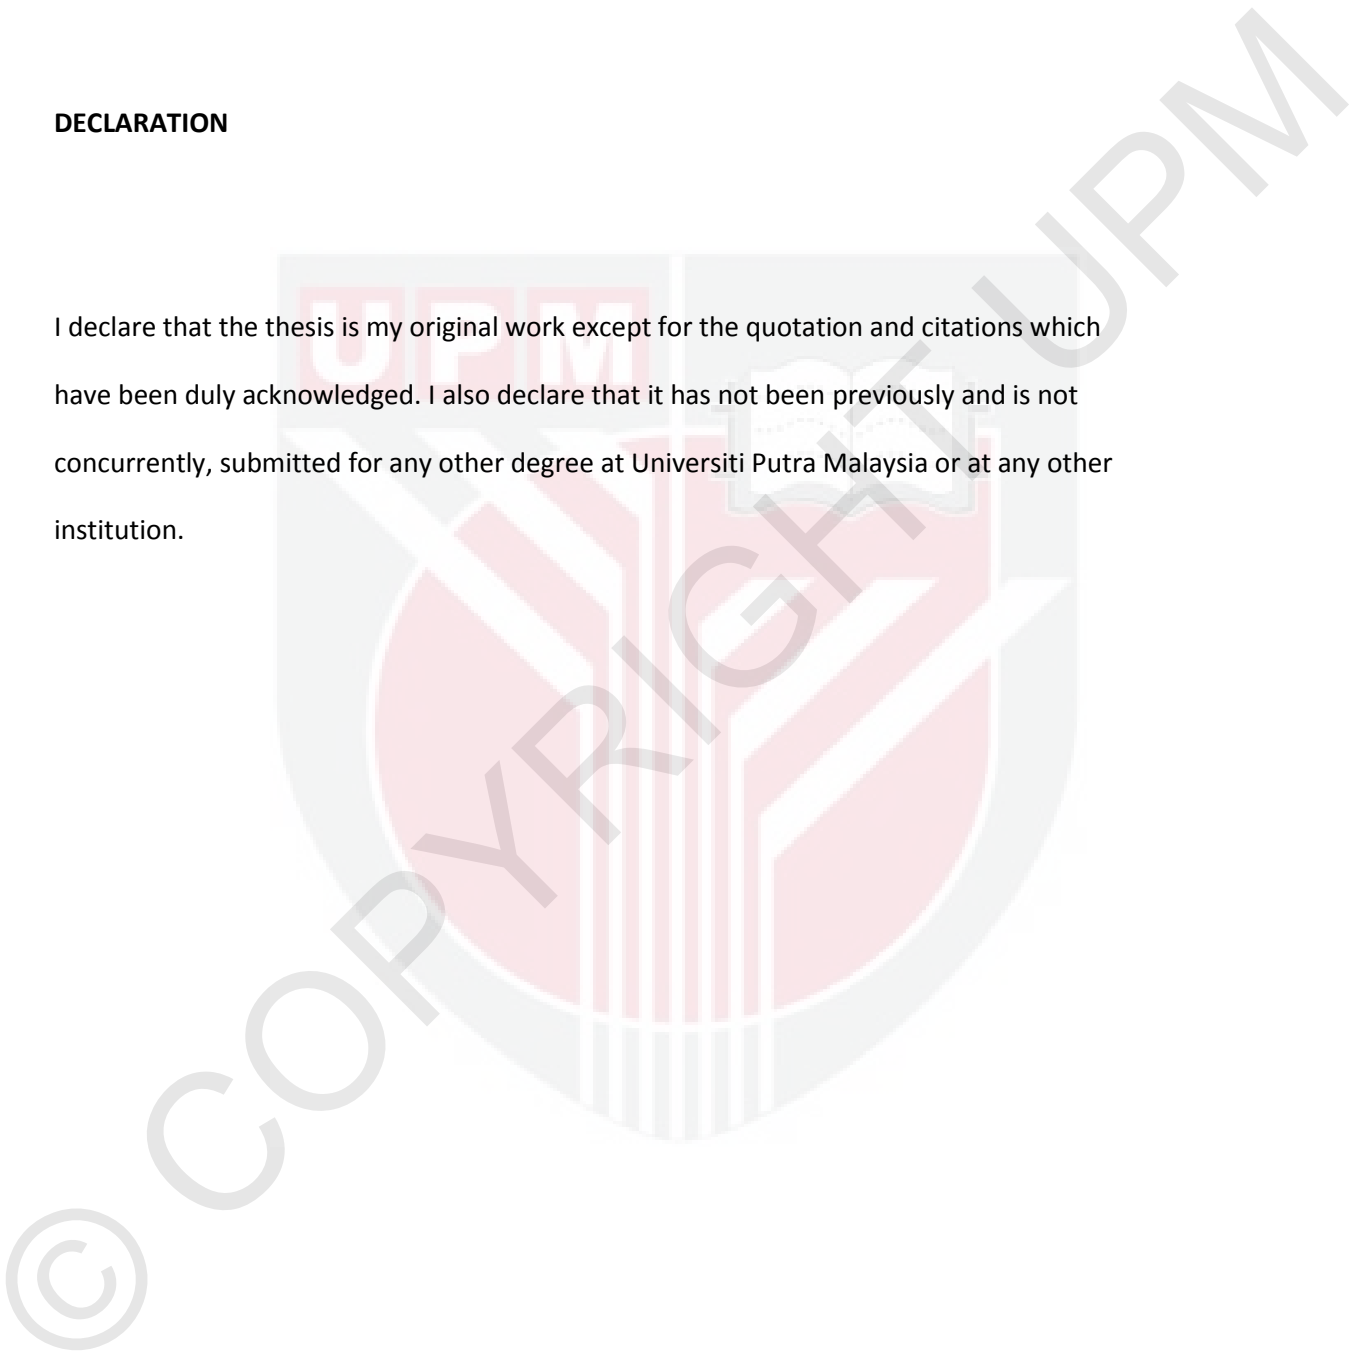 DECLARATION
UPM
I declare that the thesis is my original work except for the quotation and citations which
have been duly acknowledged. I also declare that it has not been previously and is not
concurrently, submitted for any other degree at Universiti Putra Malaysia or at any other
institution.
© COPYRIGHT UPM